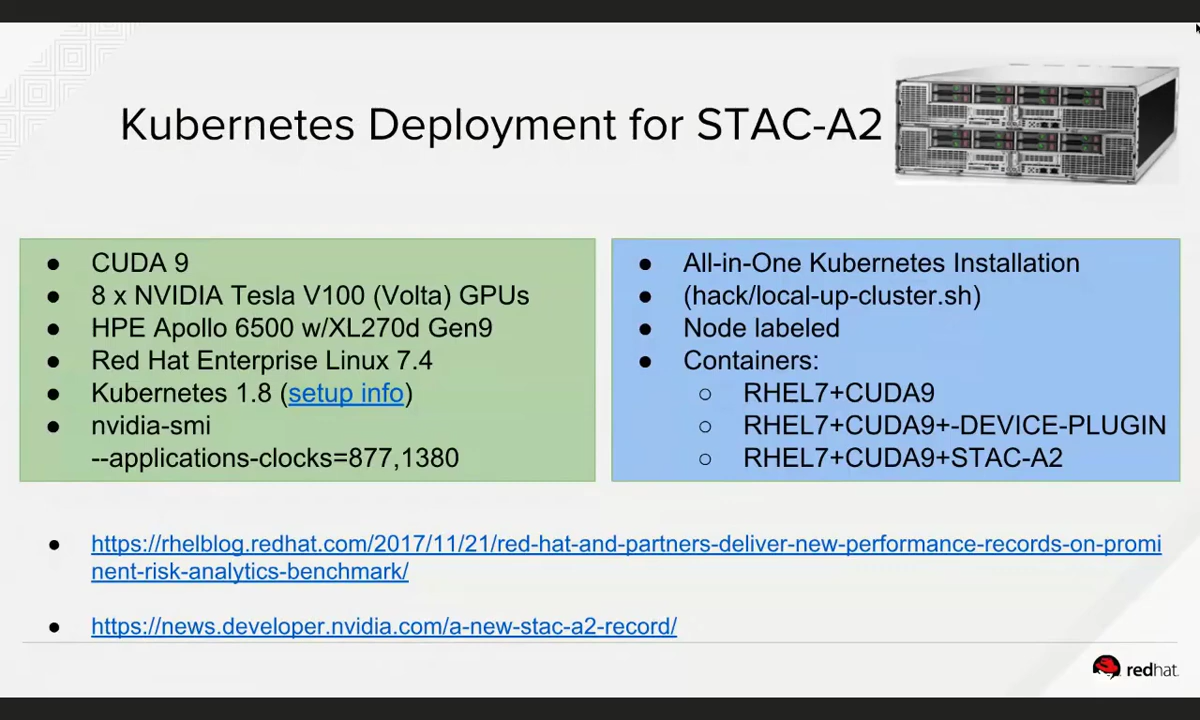 Kubernetes Deployment for STAC-A2
● CUDA 9
● 8 x NVIDIA Tesla V100 (Volta) GPUs
● HPE Apollo 6500 w/XL270d Gen9
● Red Hat Enterprise Linux 7.4
● Kubernetes 1.8 (setup info)
● nvidia-smi
--applications-clocks=877,1380
● All-in-One Kubernetes Installation
● (hack/local-up-cluster.sh)
● Node labeled
● Containers:
○ RHEL7+CUDA9
○ RHEL7+CUDA9+-DEVICE-PLUGIN
○ RHEL7+CUDA9+STAC-A2
● https://rhelblog.redhat.com/2017/11/21/red-hat-and-partners-deliver-new-performance-records-on-promi
nent-risk-analytics-benchmark/
● https://news.developer.nvidia.com/a-new-stac-a2-record/
redhat.